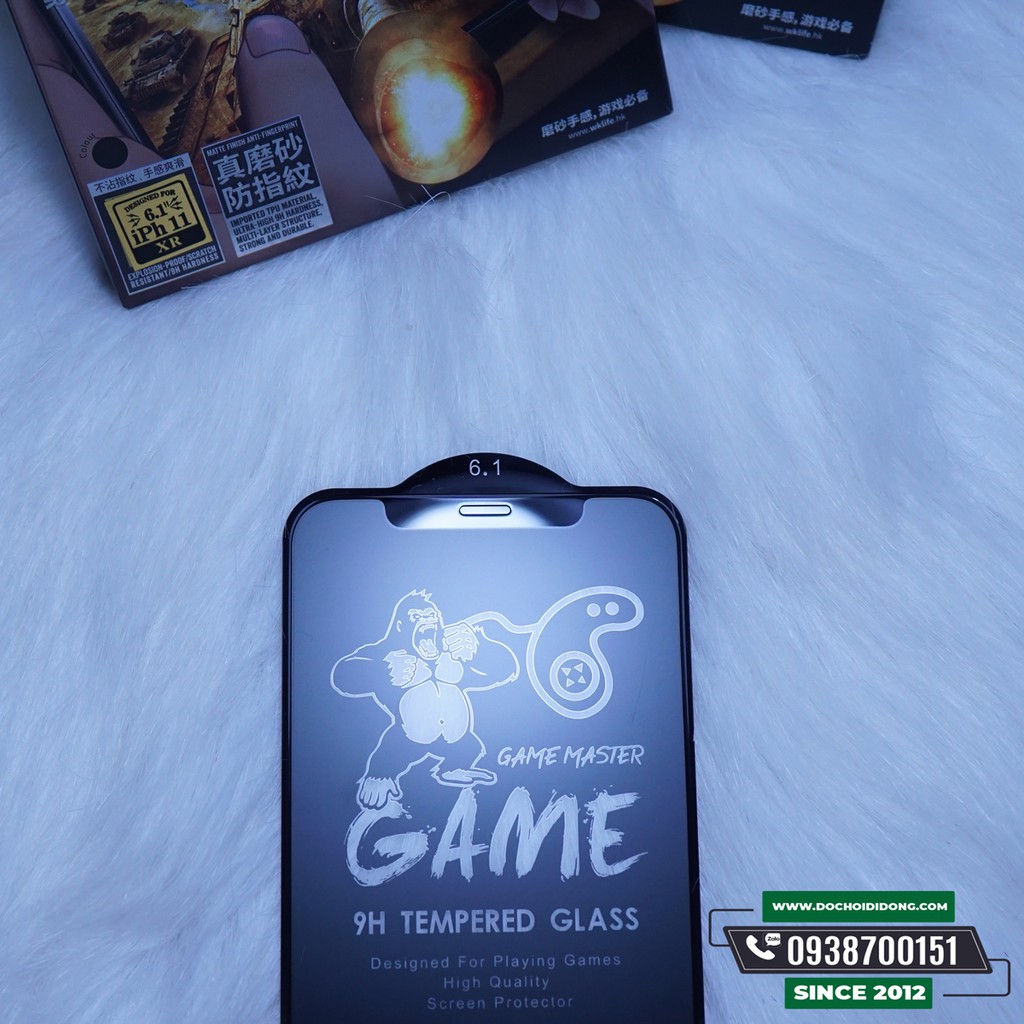 磨砂手感,游戏必备
www.wklife.hk
磨砂手感,游戏必备
www.wklife.hk
Colour
不沾指纹、手感爽滑
DESIGNED FOR
6.1"
iPh 11
XR
EXPLOSION-PROOF/SCRATCH
RESISTANT/9H HARDNESS
MATTE FINISH ANTI-FINGERPRINT
真磨砂
防指紋
IMPORTED TPU MATERIAL,
ULTRA-HIGH 9H HARDNESS,
MULTI-LAYER STRUCTURE,
STRONG AND DURABLE.
6.1
GAME MASTER
GAME
9H TEMPERED GLASS
Designed For Playing Games
High Quality
Screen Protector
WWW.DOCHOIDIDONG.COM
Zalo
0938700151
SINCE 2012